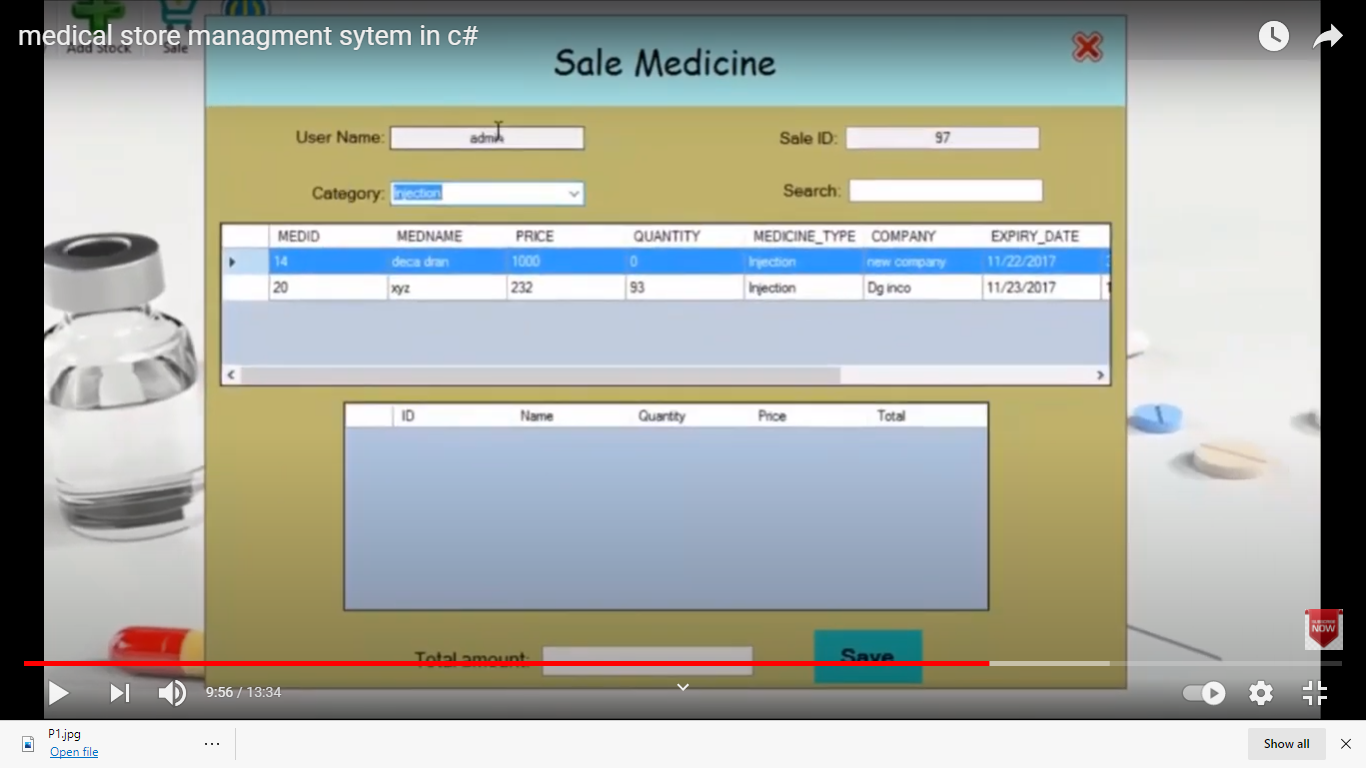 medical store managment sytem in c#
Add Stock Sale
Sale Medicine
User Name: admin Sale ID: 97
Category: Injection Search:
MEDID MEDNAME PRICE QUANTITY MEDICINE_TYPE COMPANY EXPIRY_DATE
14 deca dran 1000 0 Injection new company 11/22/2017
20 xyz 232 93 Injection Dg inco 11/23/2017
ID Name Quantity Price Total
Total amount: Save
SUBSCRIBE
NOW
9:56 / 13:34
P1.jpg
Open file
Show all